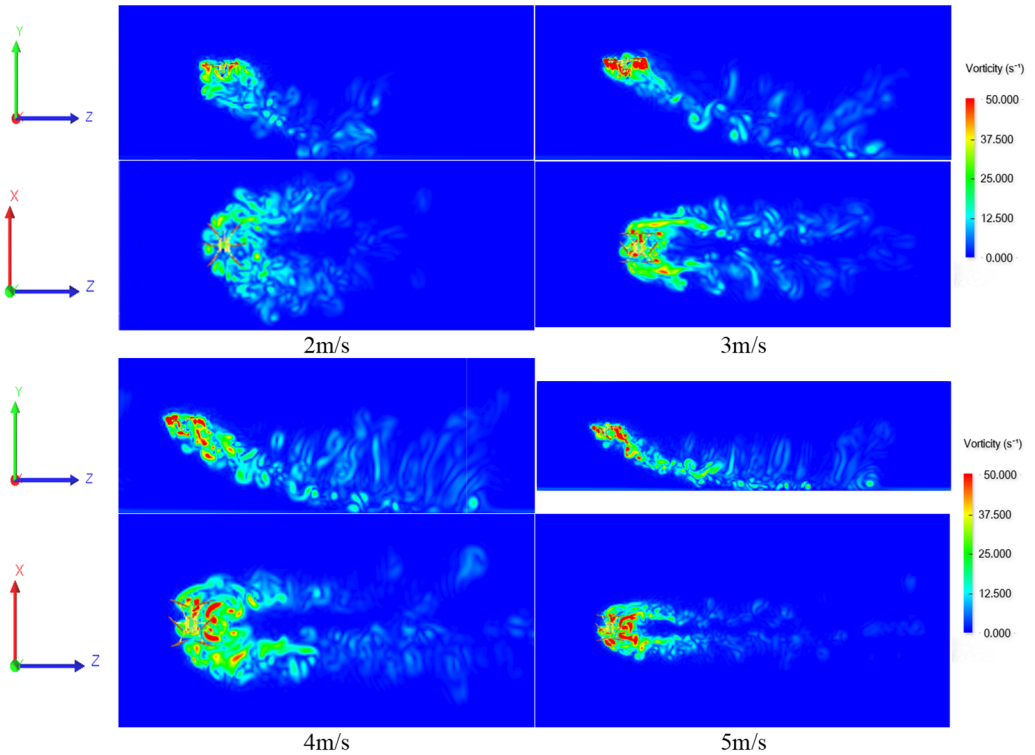 Y
Z
Vorticity (s⁻¹)
50.000
37.500
25.000
12.500
0.000
X
Z
2m/s
3m/s
Y
Z
Vorticity (s⁻¹)
50.000
37.500
25.000
12.500
0.000
X
Z
4m/s
5m/s